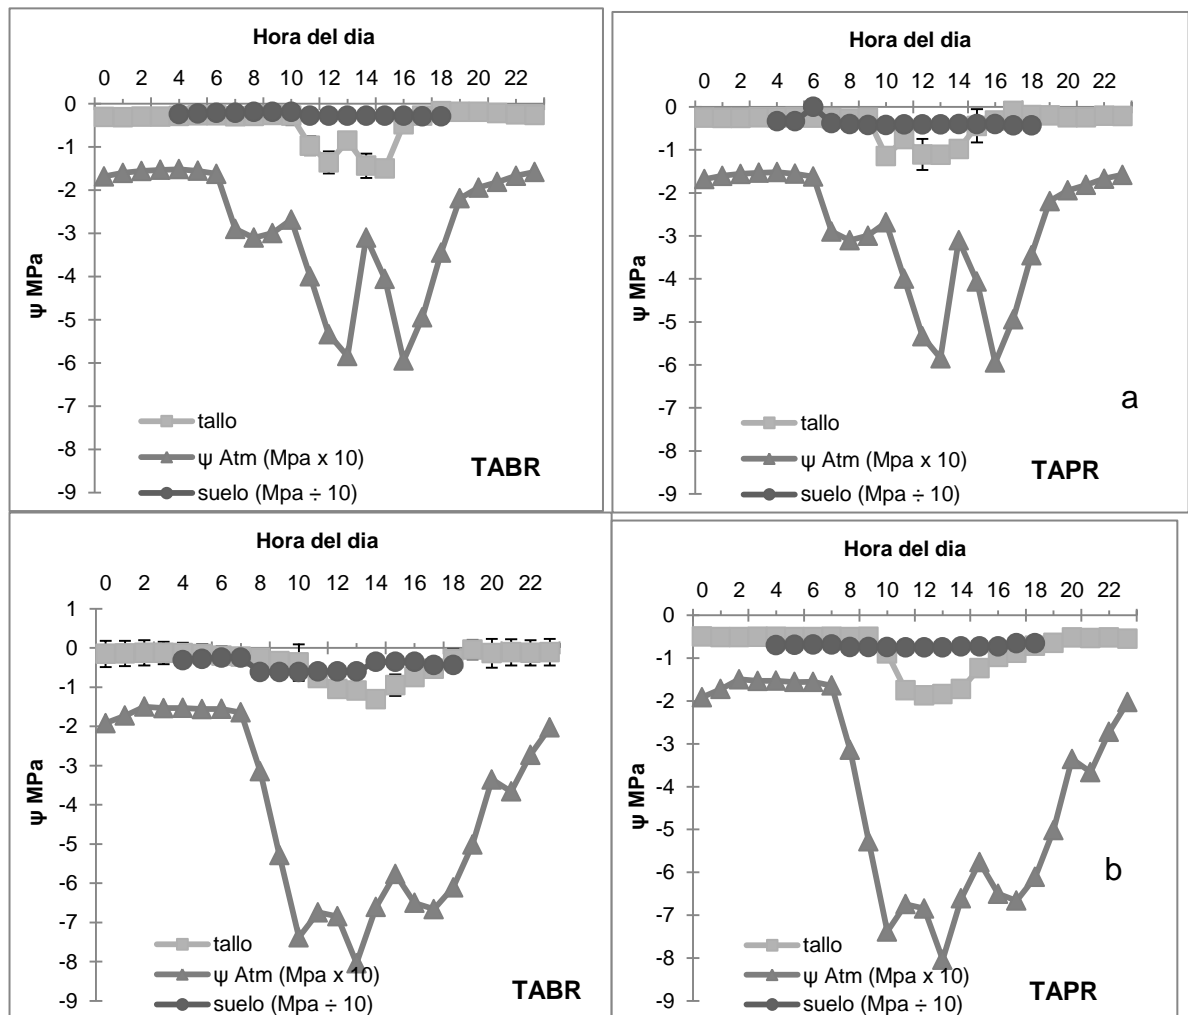 Hora del dia
0 2 4 6 8 10 12 14 16 18 20 22
0
-1
-2
-3
-4
-5
-6
-7
-8
-9
ψ MPa
tallo
ψ Atm (Mpa x 10)
suelo (Mpa ÷ 10)
TABR
Hora del dia
0 2 4 6 8 10 12 14 16 18 20 22
0
-1
-2
-3
-4
-5
-6
-7
-8
-9
ψ MPa
a
tallo
ψ Atm (Mpa x 10)
suelo (Mpa ÷ 10)
TAPR
Hora del dia
0 2 4 6 8 10 12 14 16 18 20 22
1
0
-1
-2
-3
-4
-5
-6
-7
-8
-9
ψ MPa
tallo
ψ Atm (Mpa x 10)
suelo (Mpa ÷ 10)
TABR
Hora del dia
0 2 4 6 8 10 12 14 16 18 20 22
0
-1
-2
-3
-4
-5
-6
-7
-8
-9
ψ MPa
b
tallo
ψ Atm (Mpa x 10)
suelo (Mpa ÷ 10)
TAPR